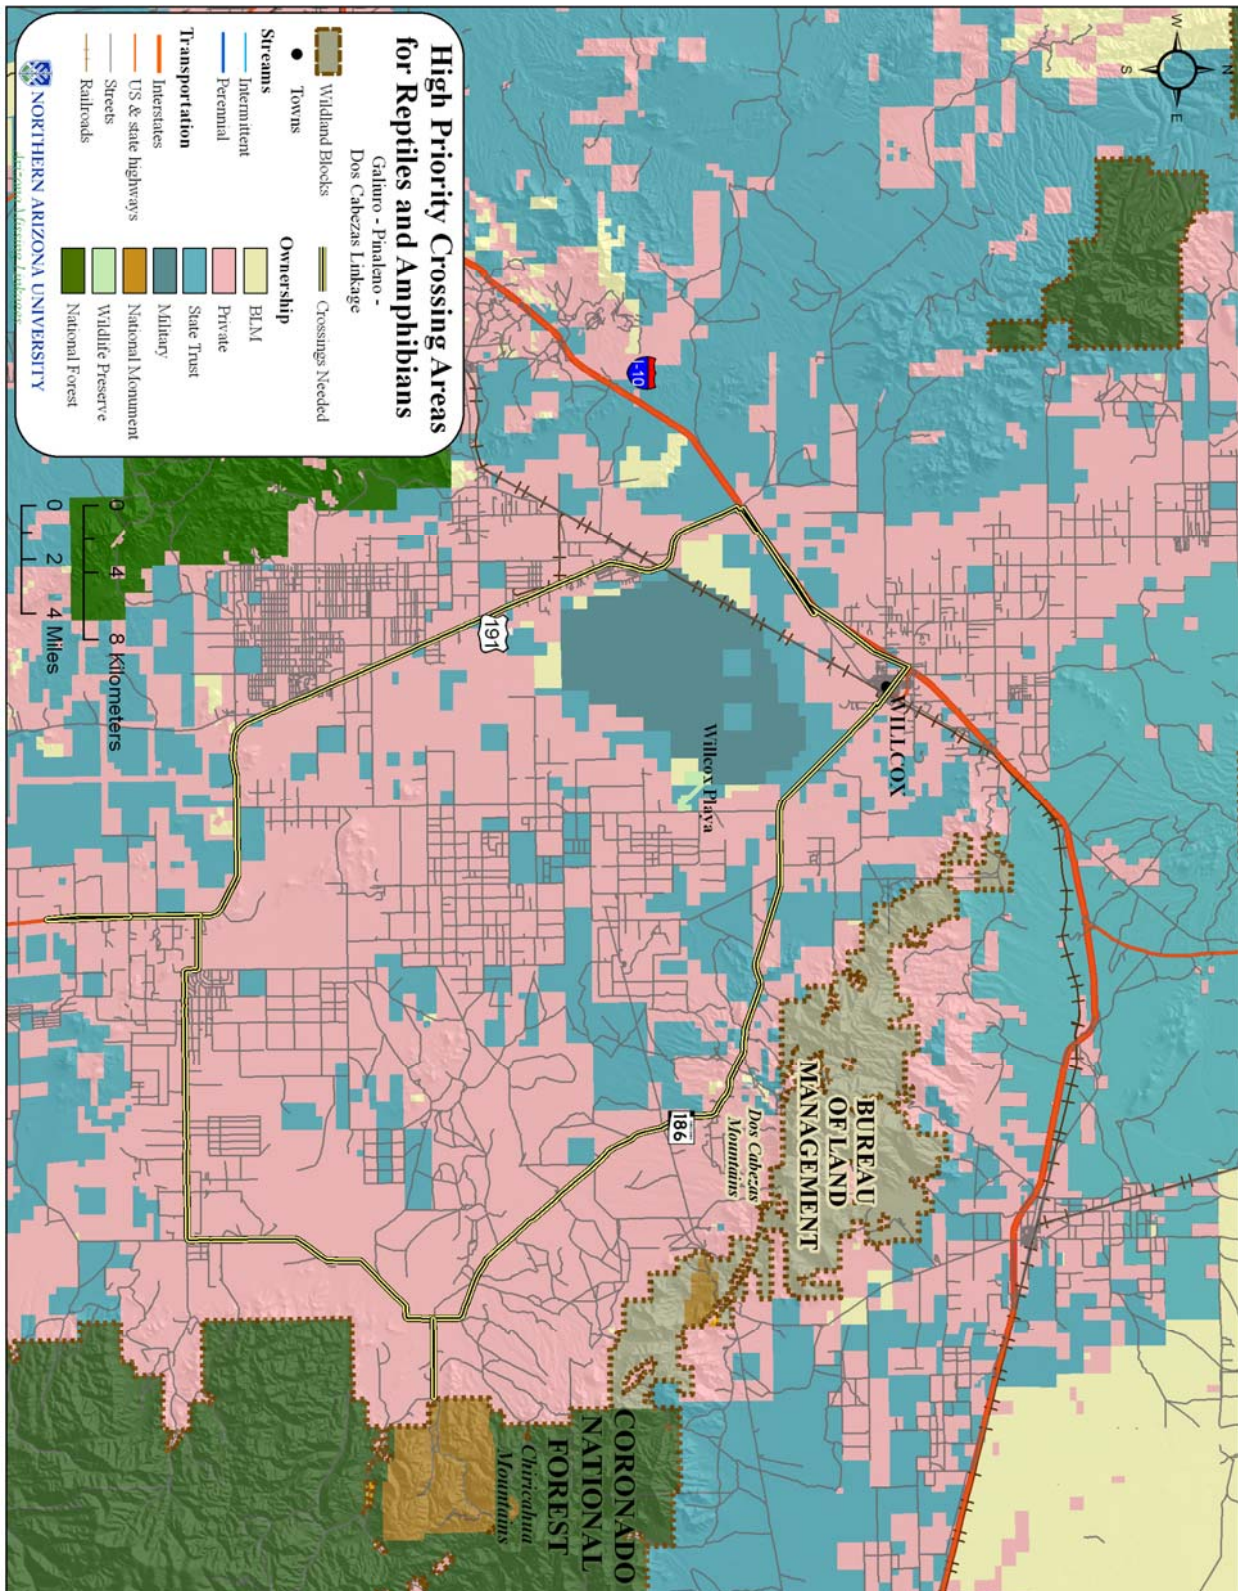 High Priority Crossing Areas
for Reptiles and Amphibians
Galiuro - Pinaleno -
Dos Cabezas Linkage
Wildland Blocks
Crossings Needed
Towns
Streams
Intermittent
Perennial
Transportation
Interstates
US & state highways
Streets
Railroads
Ownership
BLM
Private
State Trust
Military
National Monument
Wildlife Preserve
National Forest
NORTHERN ARIZONA UNIVERSITY
Arizona Missing Linkages
N
W
E
S
I-10
WILLCOX
Willcox Playa
191
186
Dos Cabezas
Mountains
BUREAU
OF LAND
MANAGEMENT
CORONADO
NATIONAL
FOREST
Chiricahua
Mountains
0 4 8 Kilometers
0 2 4 Miles